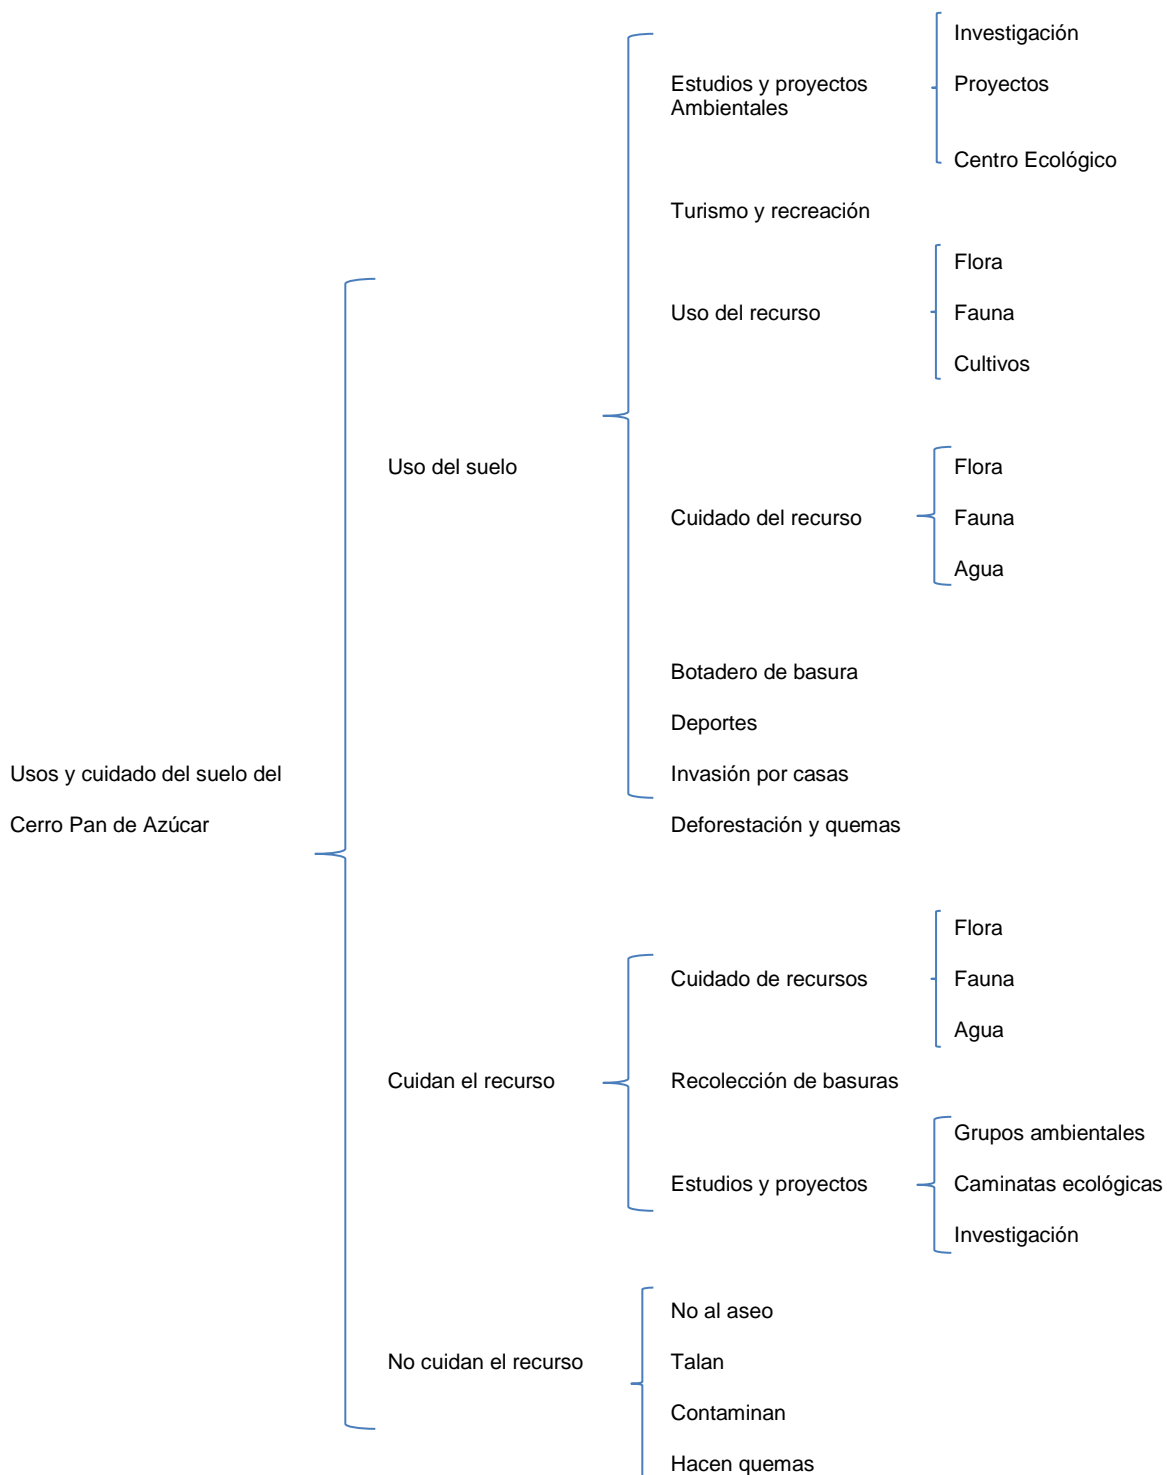 Investigación
Estudios y proyectos
Ambientales
Proyectos
Centro Ecológico
Turismo y recreación
Flora
Uso del recurso
Fauna
Cultivos
Uso del suelo
Flora
Cuidado del recurso
Fauna
Agua
Botadero de basura
Deportes
Usos y cuidado del suelo del
Cerro Pan de Azúcar
Invasión por casas
Deforestación y quemas
Flora
Cuidado de recursos
Fauna
Agua
Cuidan el recurso
Recolección de basuras
Grupos ambientales
Estudios y proyectos
Caminatas ecológicas
Investigación
No al aseo
No cuidan el recurso
Talan
Contaminan
Hacen quemas